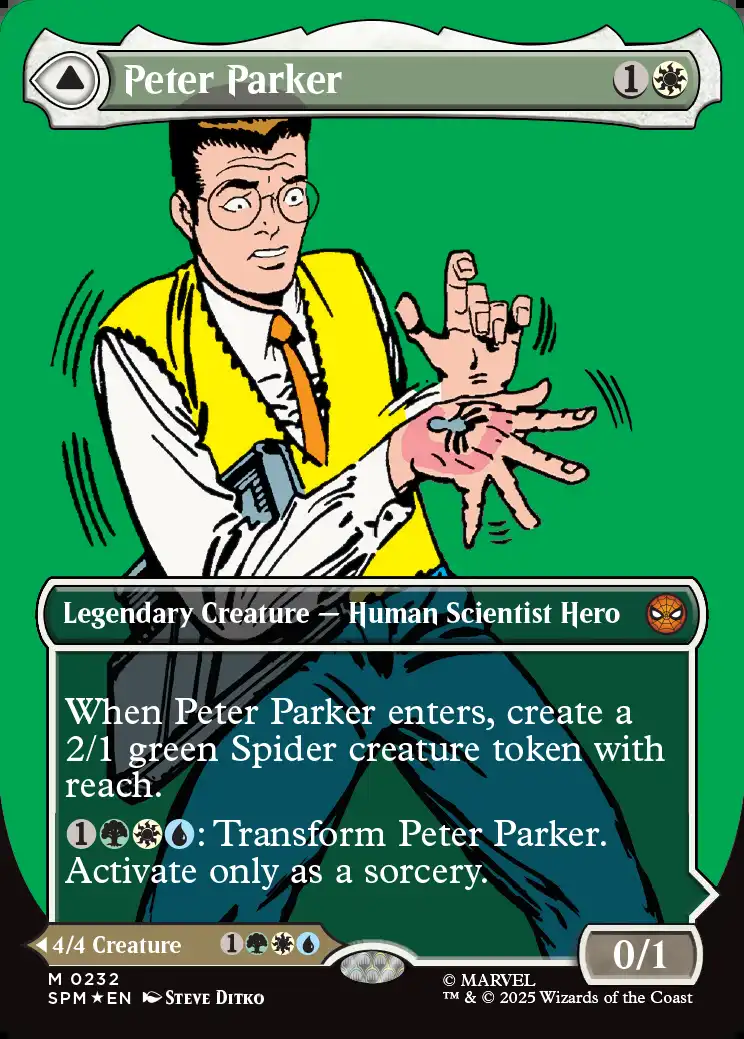 Peter Parker 1
Legendary Creature — Human Scientist Hero
When Peter Parker enters, create a
2/1 green Spider creature token with
reach.
1: Transform Peter Parker.
Activate only as a sorcery.
4/4 Creature 1
0/1
M 0232
SPM★EN Steve Ditko
© MARVEL
™ & © 2025 Wizards of the Coast